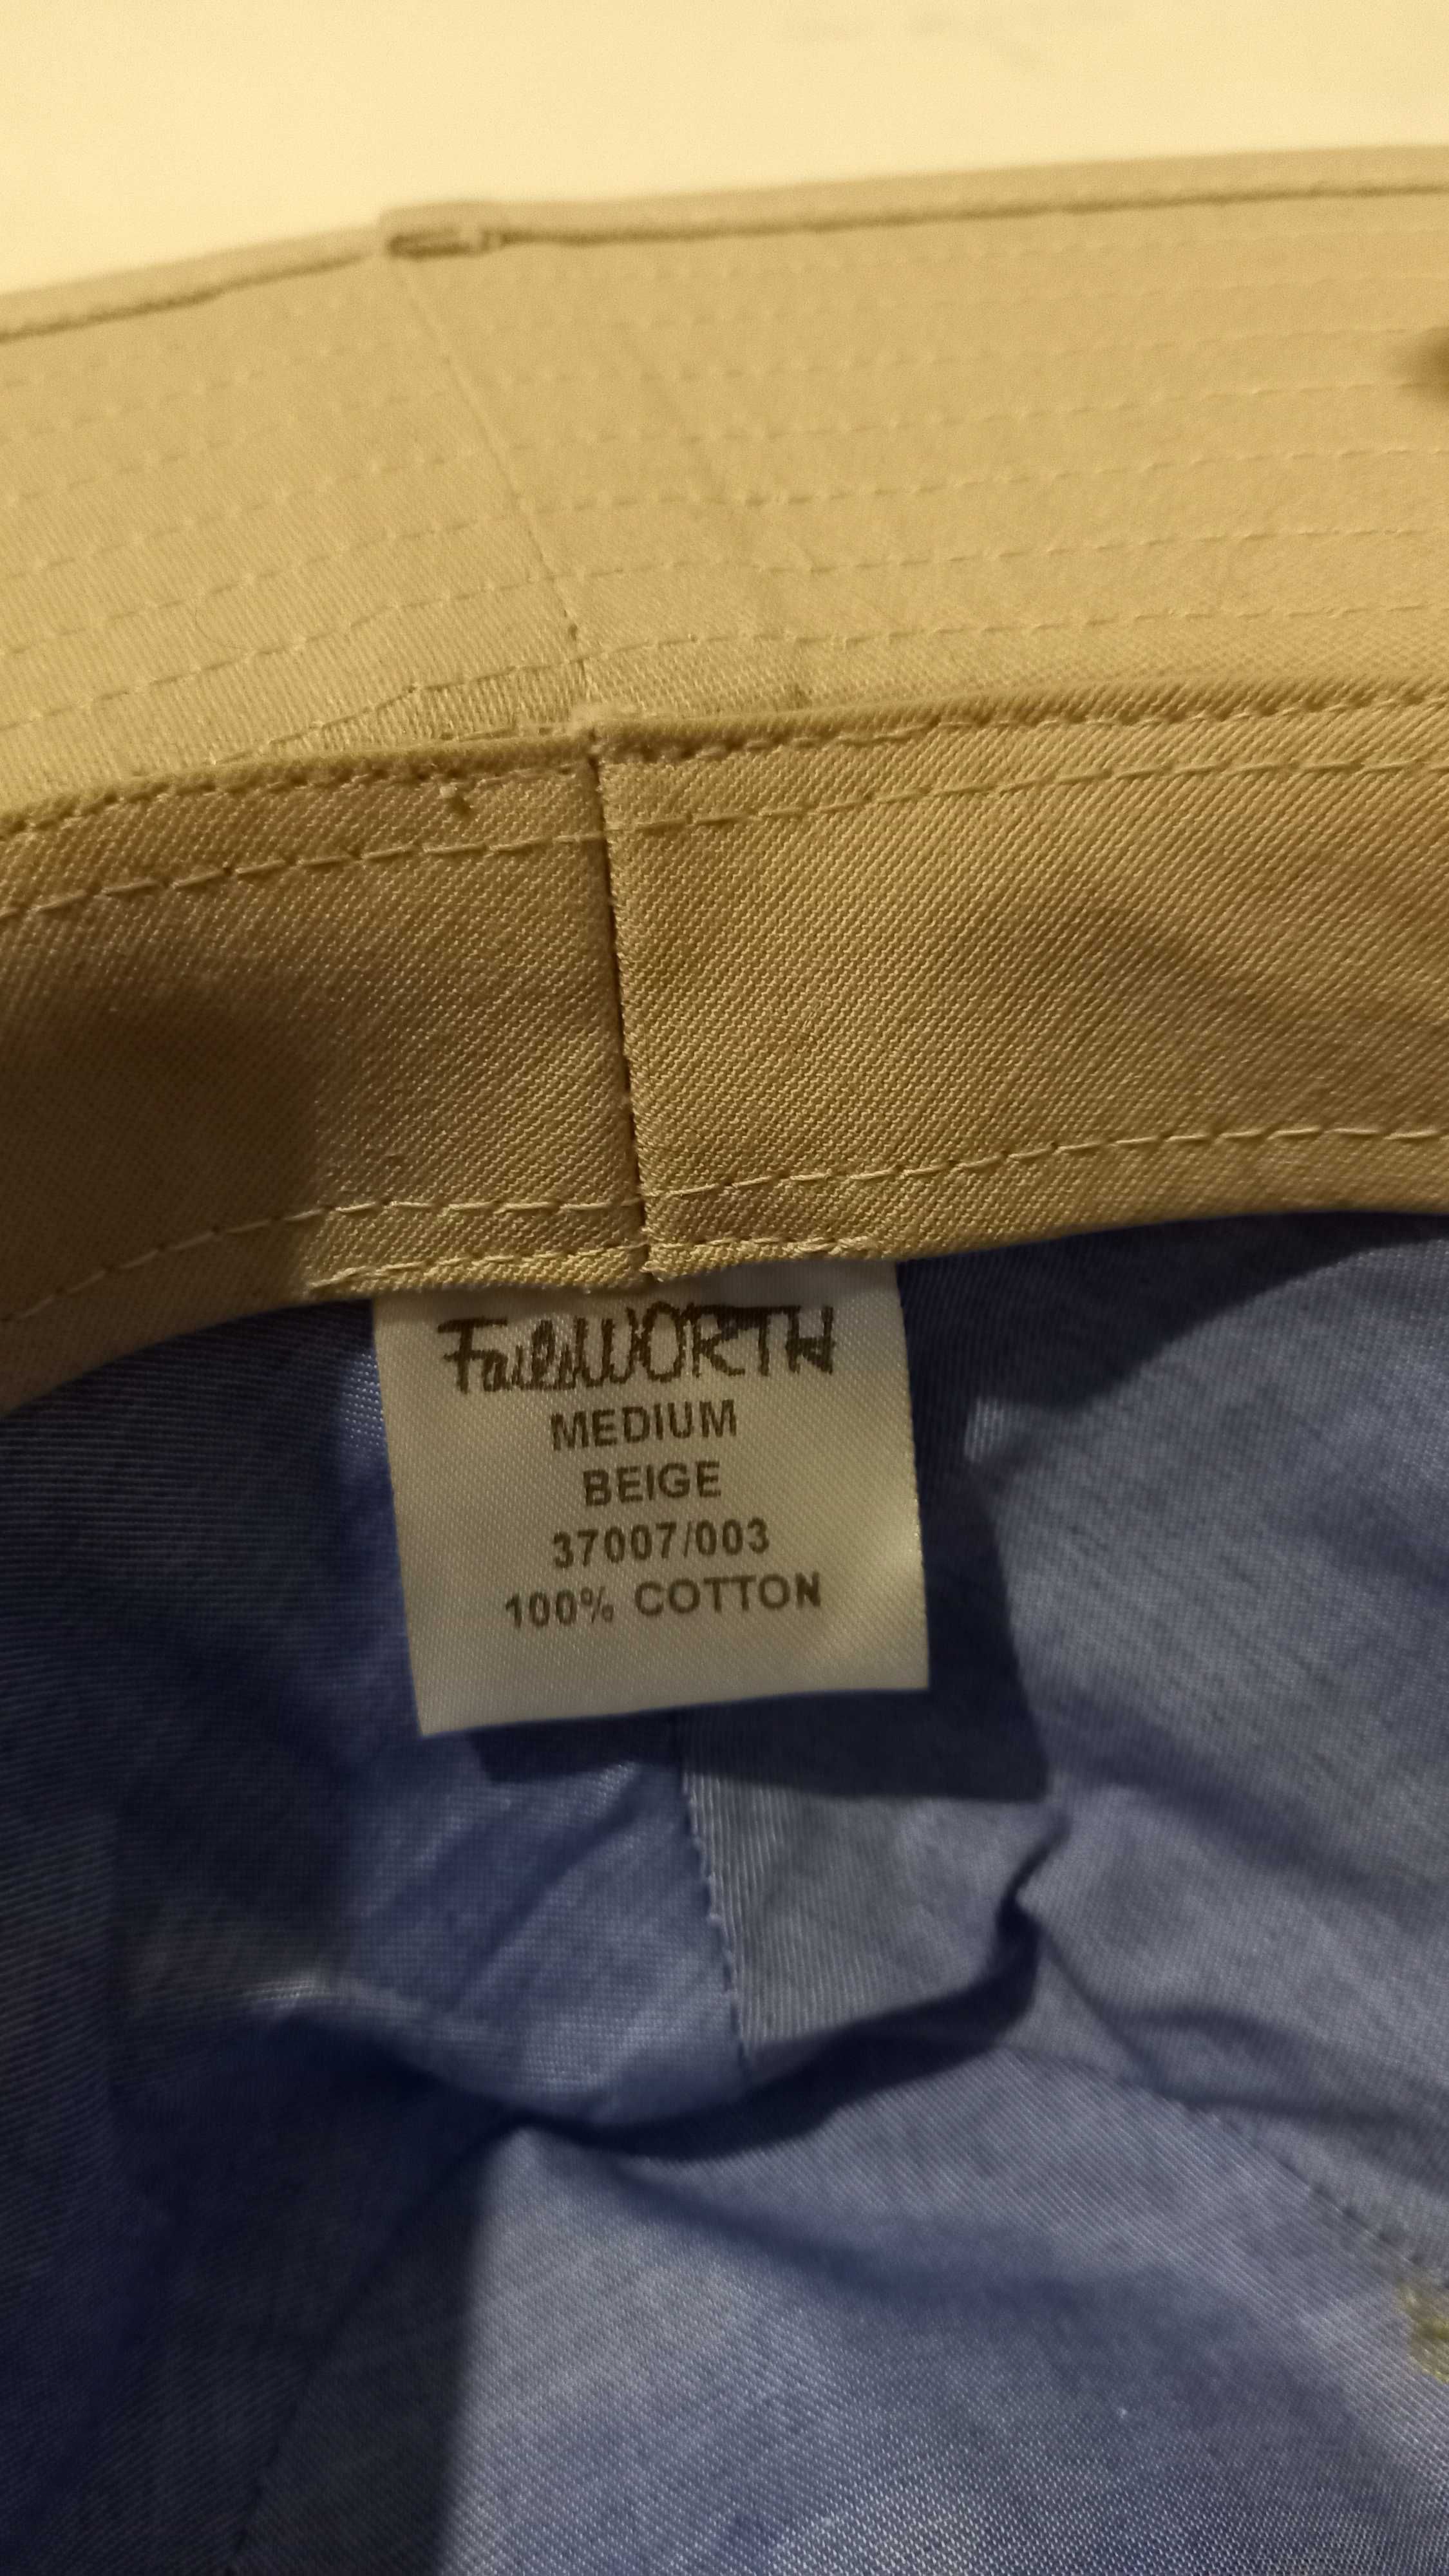 FailsWORTH
MEDIUM
BEIGE
37007/003
100% COTTON